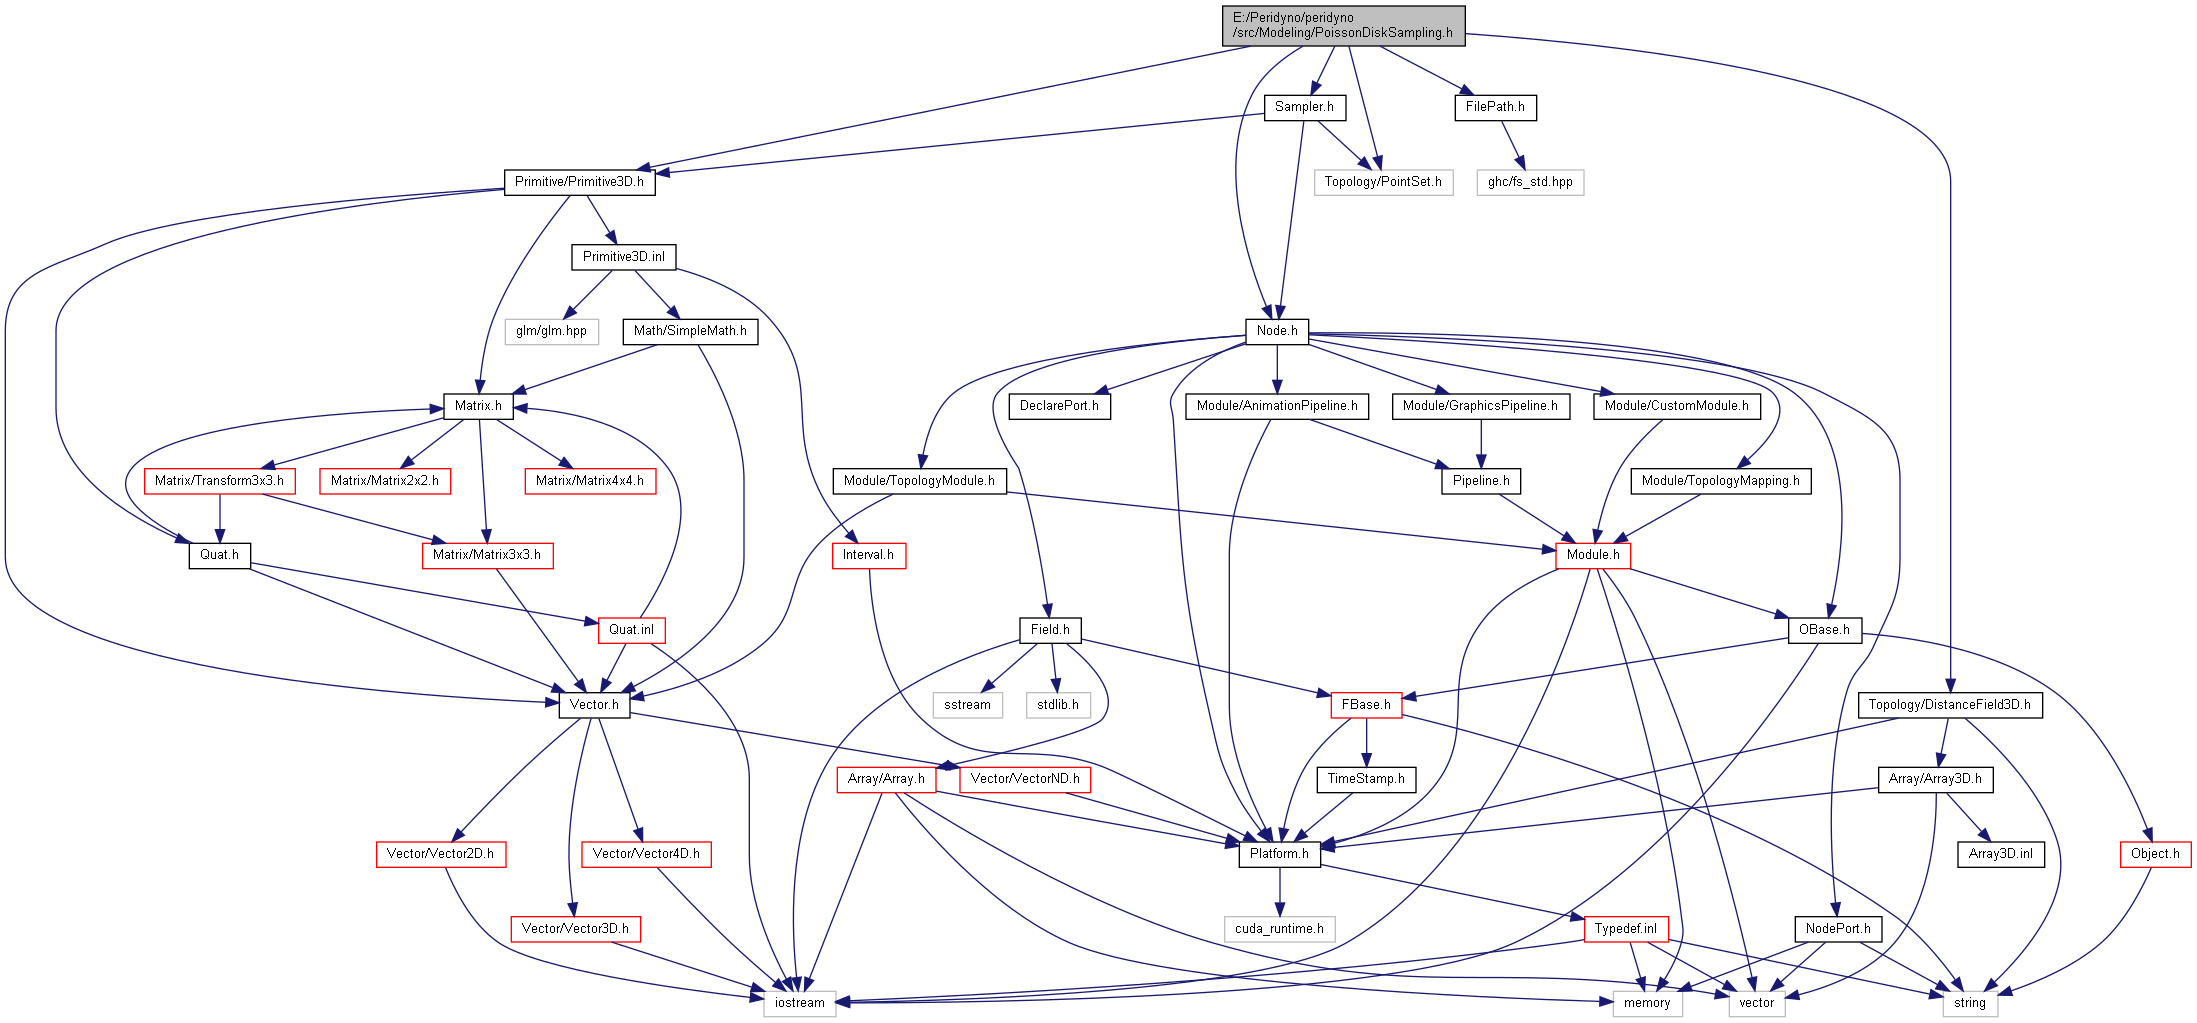 E:/Peridyno/peridyno
/src/Modeling/PoissonDiskSampling.h
Sampler.h
FilePath.h
Primitive/Primitive3D.h
Topology/PointSet.h
ghc/fs_std.hpp
Primitive3D.inl
glm/glm.hpp
Math/SimpleMath.h
Node.h
Matrix.h
DeclarePort.h
Module/AnimationPipeline.h
Module/GraphicsPipeline.h
Module/CustomModule.h
Matrix/Transform3x3.h
Matrix/Matrix2x2.h
Matrix/Matrix4x4.h
Module/TopologyModule.h
Pipeline.h
Module/TopologyMapping.h
Quat.h
Matrix/Matrix3x3.h
Interval.h
Module.h
Quat.inl
Field.h
OBase.h
Vector.h
sstream
stdlib.h
FBase.h
Topology/DistanceField3D.h
Array/Array.h
Vector/VectorND.h
TimeStamp.h
Array/Array3D.h
Vector/Vector2D.h
Vector/Vector4D.h
Platform.h
Array3D.inl
Object.h
Vector/Vector3D.h
cuda_runtime.h
Typedef.inl
NodePort.h
iostream
memory
vector
string